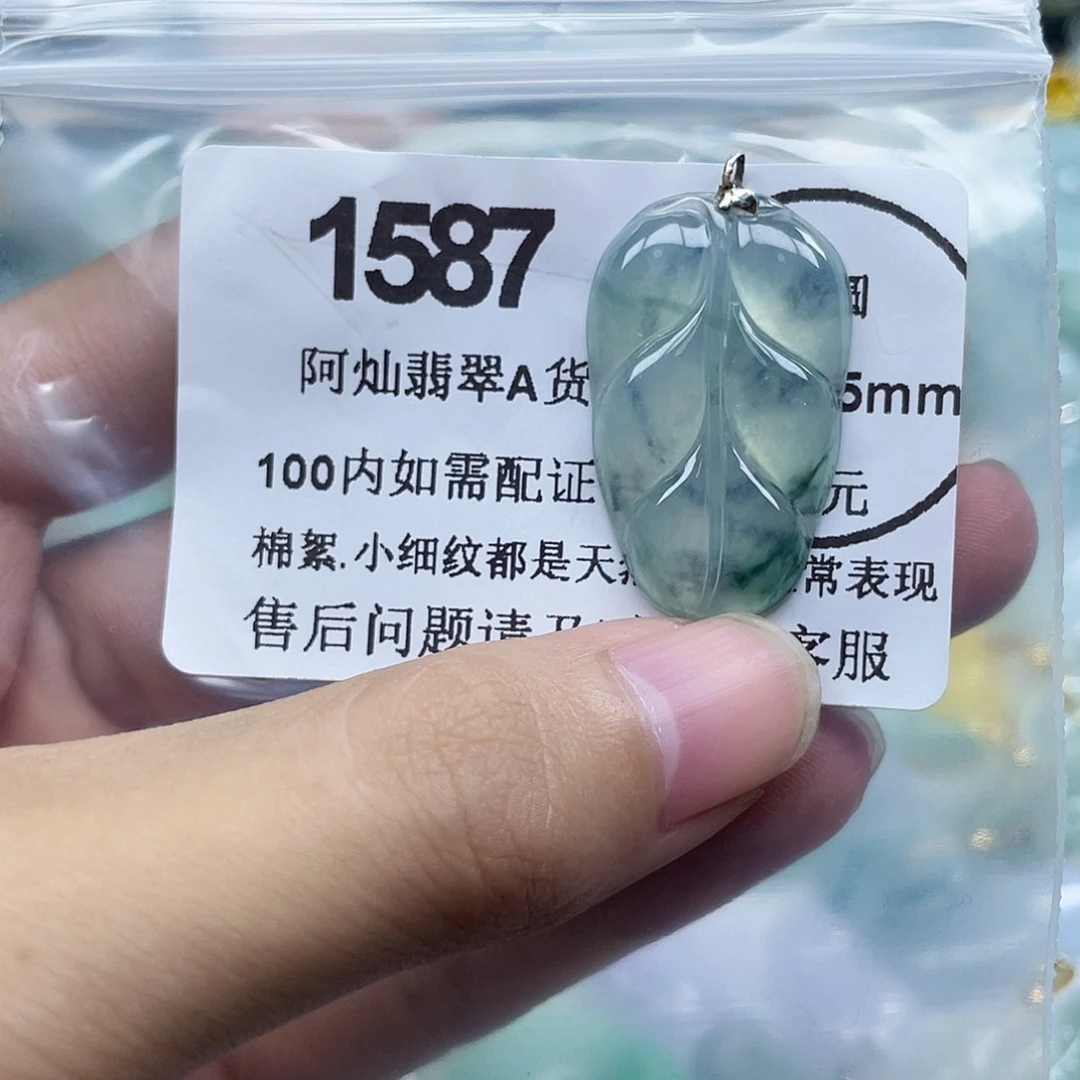 1587
阿灿翡翠A货
5mm
100内如需配证
元
棉絮.小细纹都是天
常表现
售后问题请
客服